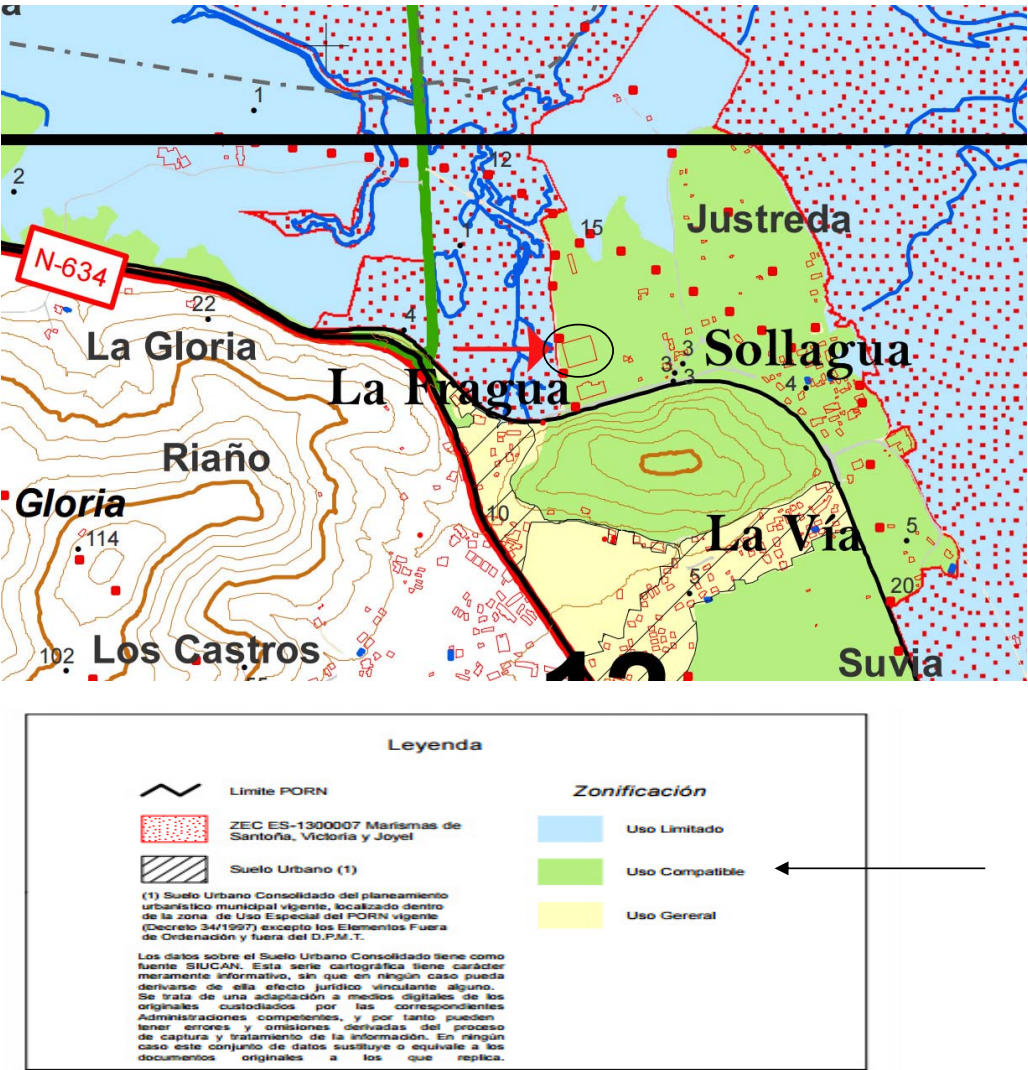 a
1
2
12
1
15
Justreda
N-634
22
4
La Gloria
3
3
3
Sollagua
4
La Fragua
Riaño
Gloria
10
La Vía
114
5
5
20
102
Los Castros
55
Suvia
Leyenda
Límite PORN
ZEC ES-1300007 Marismas de
Santoña, Victoria y Joyel
Suelo Urbano (1)
(1) Suelo Urbano Consolidado del planeamiento
urbanístico municipal vigente, localizado dentro
de la zona de Uso Especial del PORN vigente
(Decreto 34/1997) excepto los Elementos Fuera
de Ordenación y fuera del D.P.M.T.
Los datos sobre el Suelo Urbano Consolidado tiene como
fuente SIUCAN. Esta serie cartográfica tiene carácter
meramente informativo, sin que en ningún caso pueda
derivarse de ella efecto jurídico vinculante alguno.
Se trata de una adaptación a medios digitales de los
originales custodiados por las correspondientes
Administraciones competentes, y por tanto pueden
tener errores y omisiones derivadas del proceso
de captura y tratamiento de la información. En ningún
caso este conjunto de datos sustituye o equivale a los
documentos originales a los que replica.
Zonificación
Uso Limitado
Uso Compatible
Uso Gereral